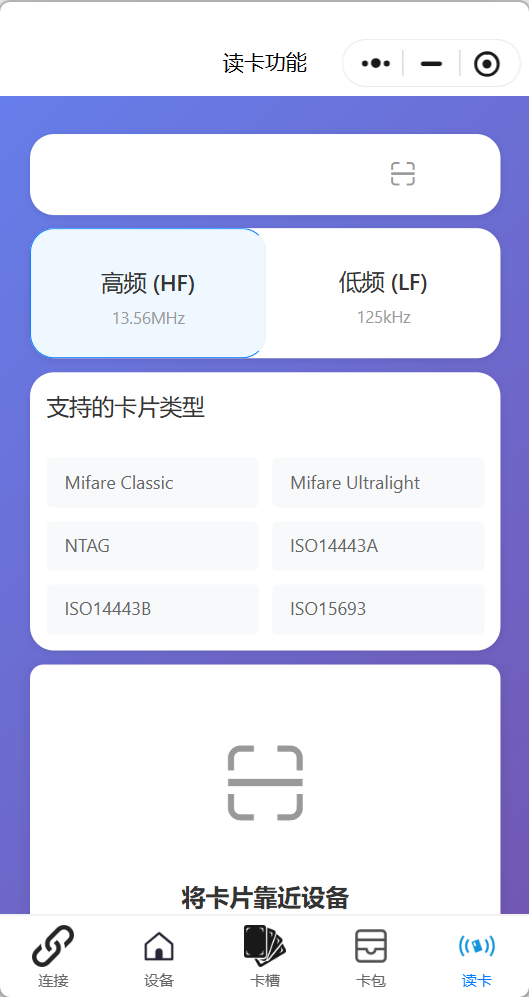 读卡功能
高频 (HF)
13.56MHz
低频 (LF)
125kHz
支持的卡片类型
Mifare Classic
Mifare Ultralight
NTAG
ISO14443A
ISO14443B
ISO15693
将卡片靠近设备
连接
设备
卡槽
卡包
读卡